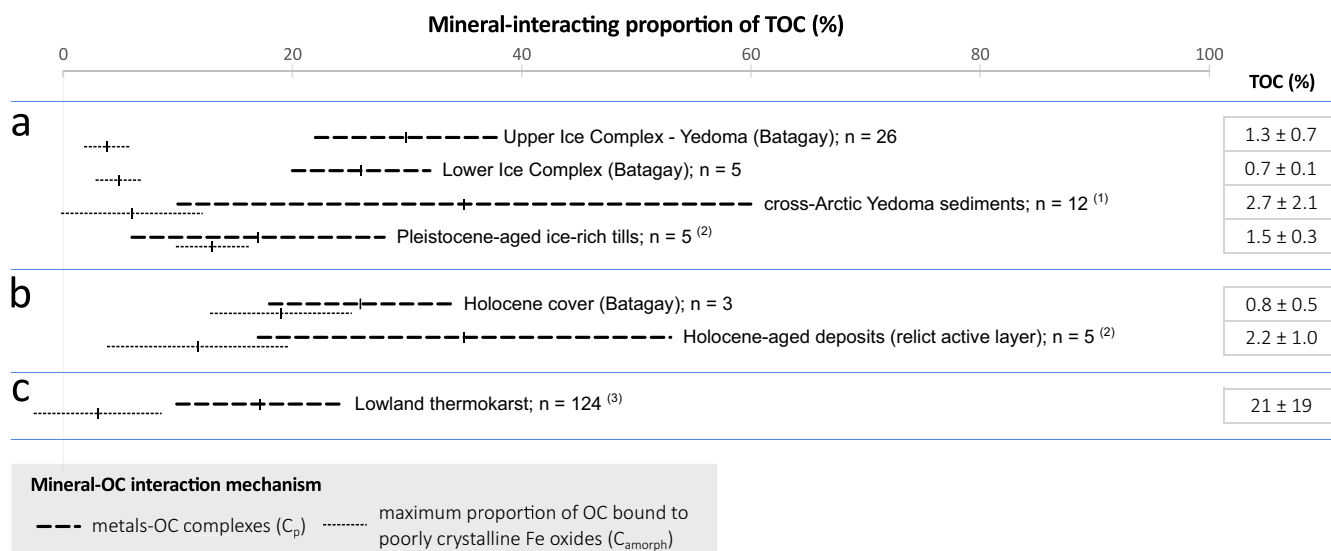 Mineral-interacting proportion of TOC (%)
0 20 40 60 80 100
TOC (%)
a
Upper Ice Complex - Yedoma (Batagay); n = 26
1.3 ± 0.7
Lower Ice Complex (Batagay); n = 5
0.7 ± 0.1
cross-Arctic Yedoma sediments; n = 12 (1)
2.7 ± 2.1
Pleistocene-aged ice-rich tills; n = 5 (2)
1.5 ± 0.3
b
Holocene cover (Batagay); n = 3
0.8 ± 0.5
Holocene-aged deposits (relict active layer); n = 5 (2)
2.2 ± 1.0
c
Lowland thermokarst; n = 124 (3)
21 ± 19
Mineral-OC interaction mechanism
metals-OC complexes (Cp)
maximum proportion of OC bound to
poorly crystalline Fe oxides (Camorph)